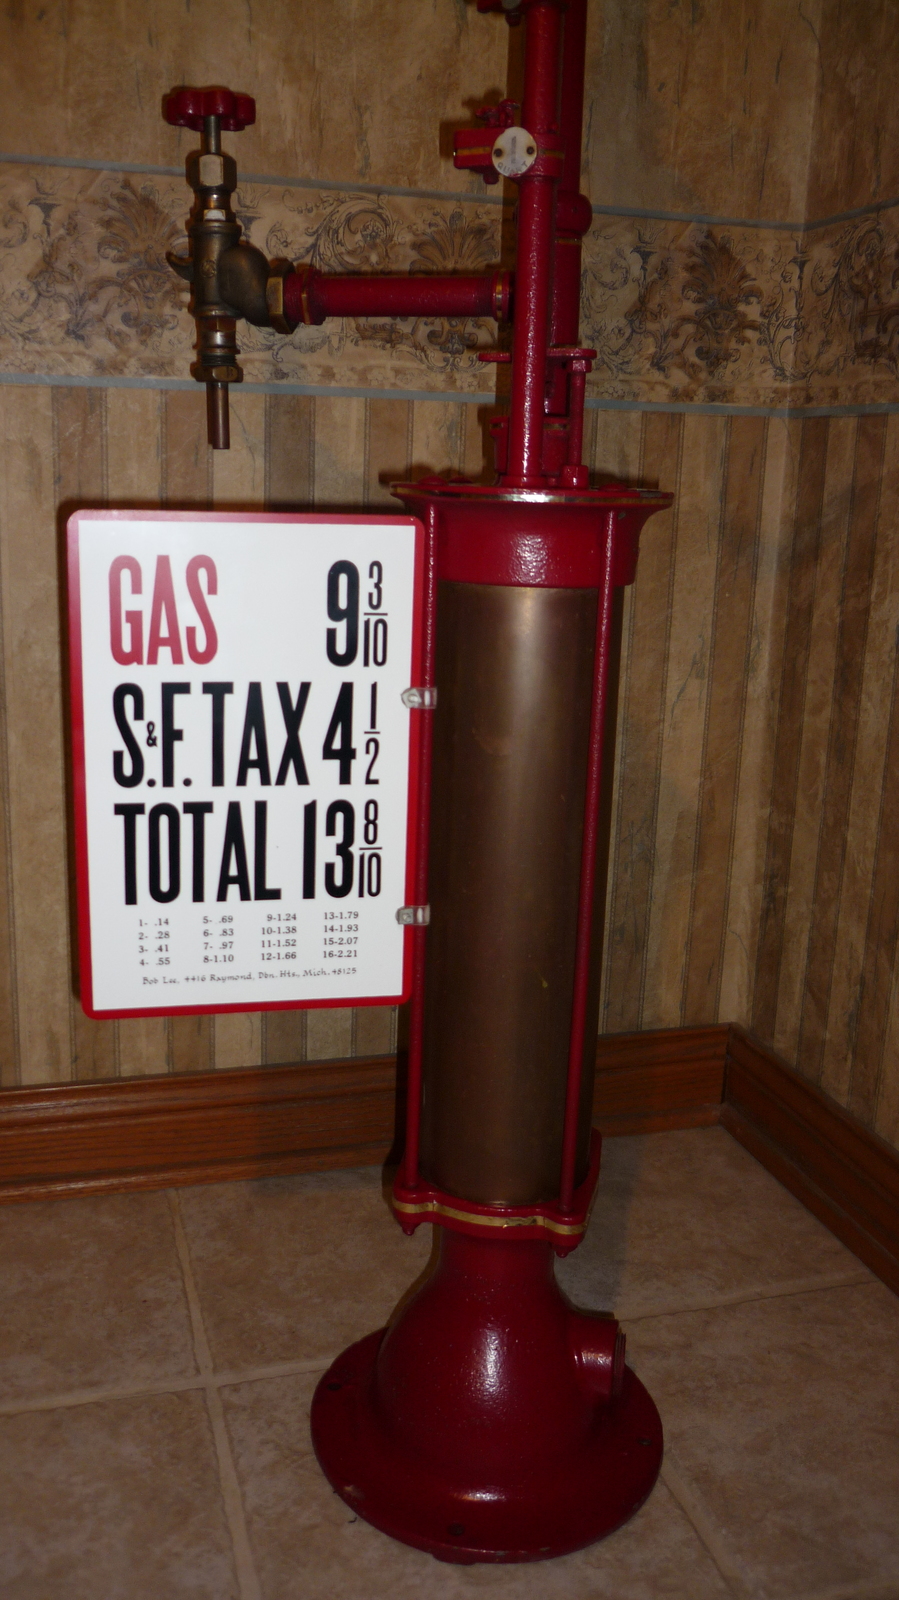 GAS 9 3/10
S.&F. TAX 4 1/2
TOTAL 13 8/10
1- .14 5- .69 9-1.24 13-1.79
2- .28 6- .83 10-1.38 14-1.93
3- .41 7- .97 11-1.52 15-2.07
4- .55 8-1.10 12-1.66 16-2.21
Bob Lee, 4416 Raymond, Dbn. Hts., Mich. 48125